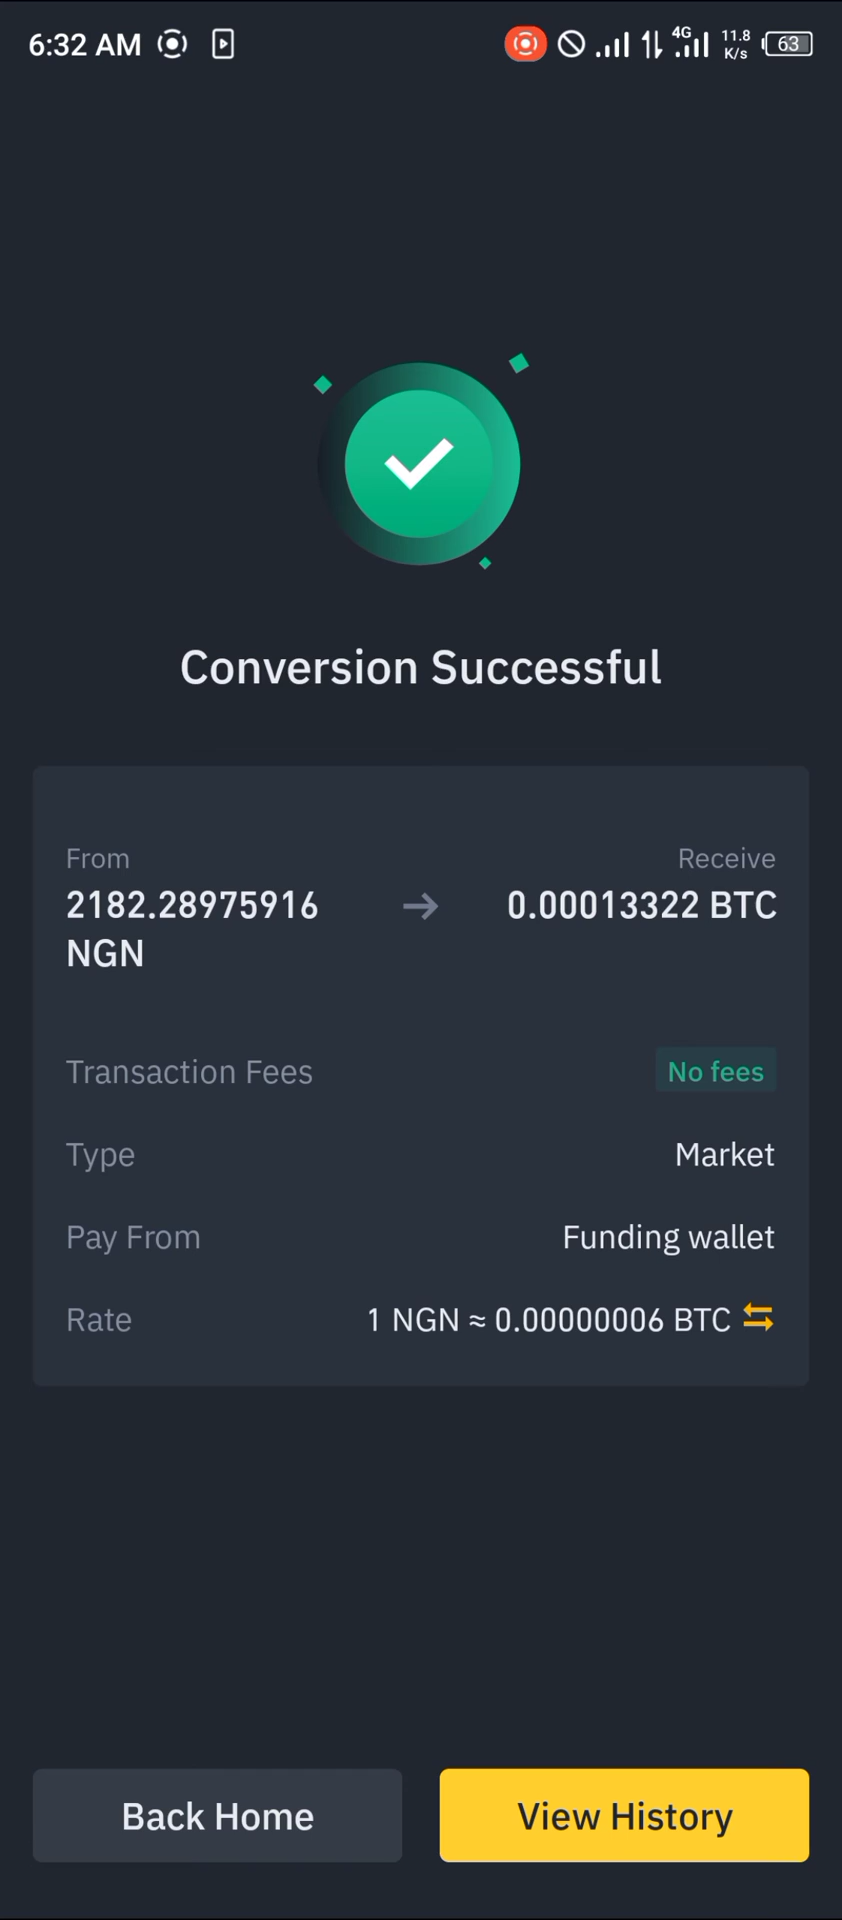 6:32 AM 4G 11.8 K/s 63
Conversion Successful
From Receive
2182.28975916 → 0.00013322 BTC
NGN
Transaction Fees No fees
Type Market
Pay From Funding wallet
Rate 1 NGN ≈ 0.00000006 BTC
Back Home View History